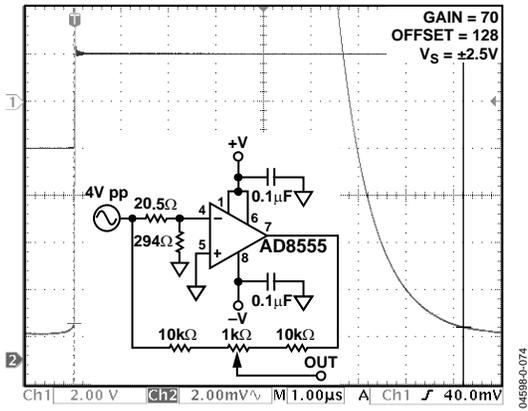 GAIN = 70
OFFSET = 128
VS = ±2.5V
T
1
+V
4V pp
20.5Ω
0.1µF
1
6
4
−
7
294Ω
AD8555
5
+
8
0.1µF
−V
10kΩ
1kΩ
10kΩ
OUT
2
Ch1 2.00 V Ch2 2.00mV∿ M 1.00µs A Ch1 ƒ 40.0mV
04598-0-074